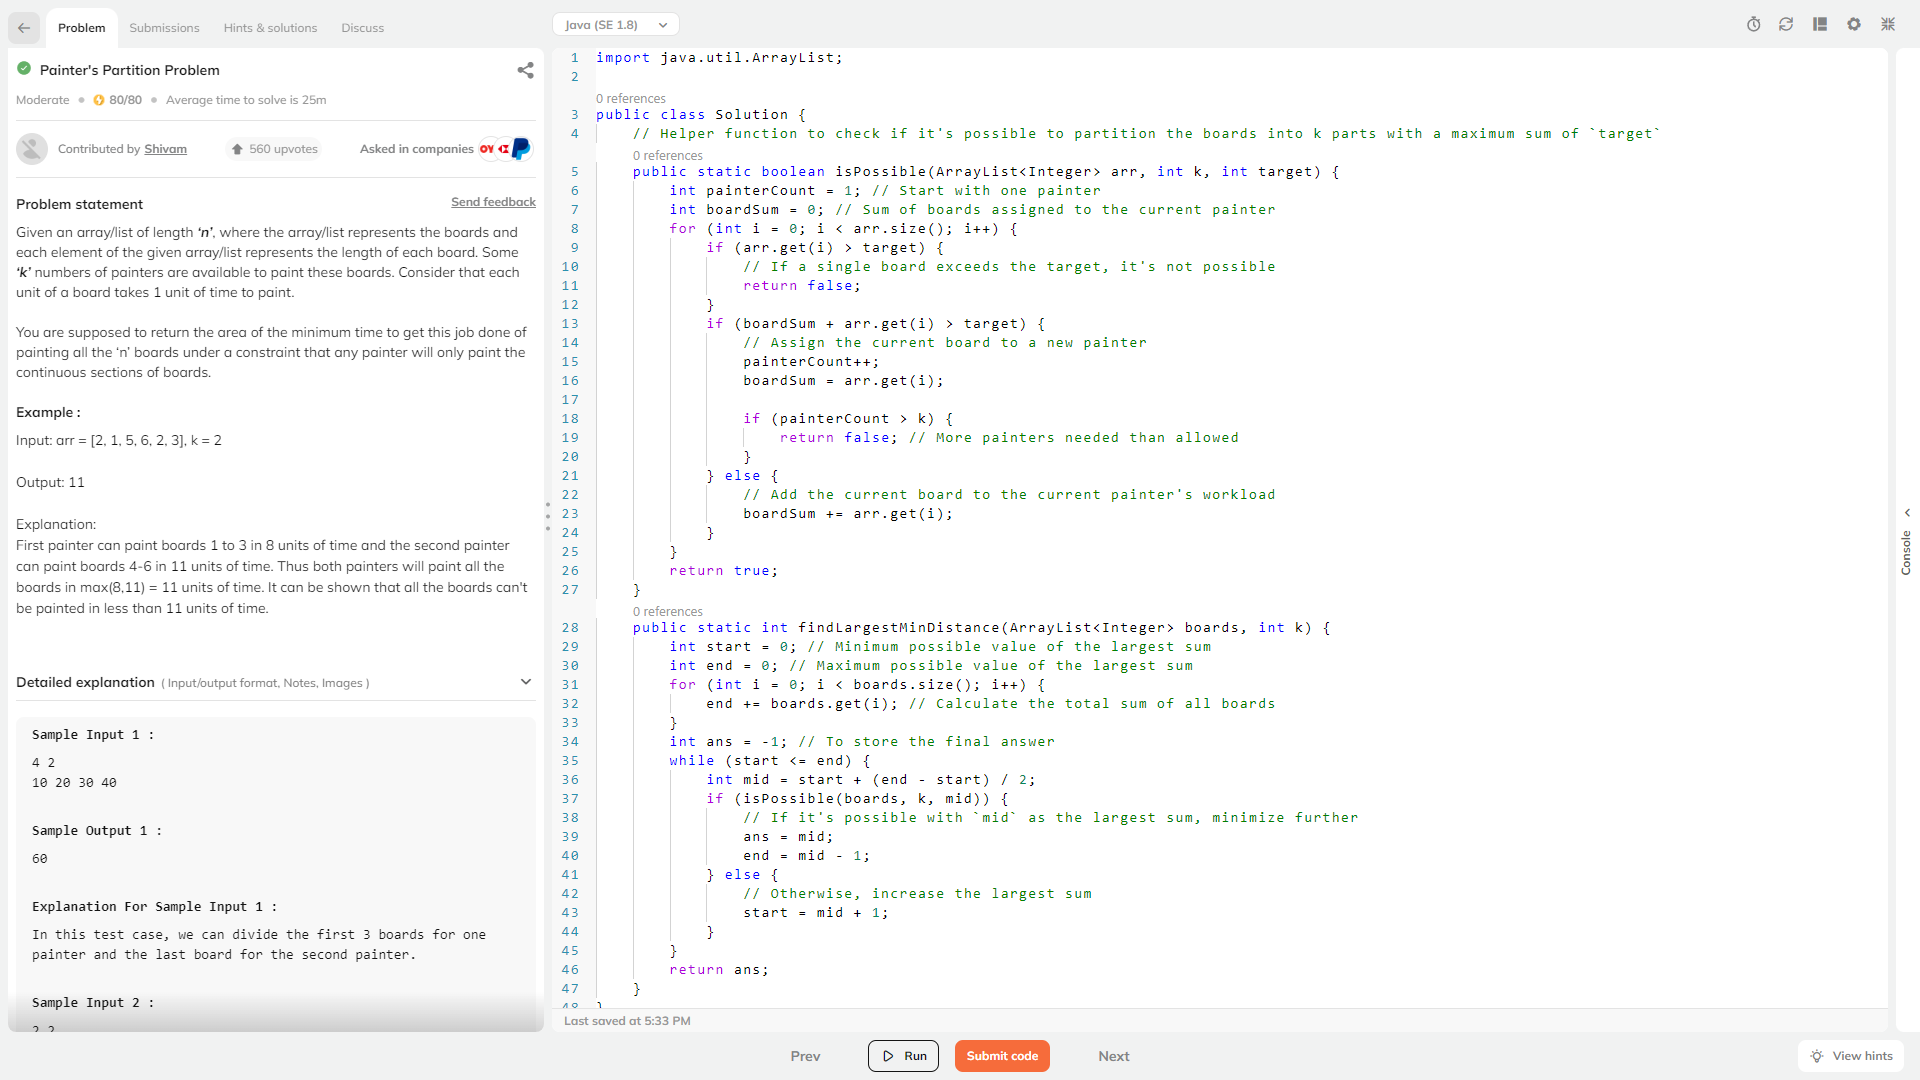 Problem
Submissions
Hints & solutions
Discuss
Painter's Partition Problem
Moderate • 80/80 • Average time to solve is 25m
Contributed by Shivam
560 upvotes
Asked in companies
OY
Problem statement
Send feedback
Given an array/list of length ‘n’, where the array/list represents the boards and
each element of the given array/list represents the length of each board. Some
‘k’ numbers of painters are available to paint these boards. Consider that each
unit of a board takes 1 unit of time to paint.
You are supposed to return the area of the minimum time to get this job done of
painting all the ‘n’ boards under a constraint that any painter will only paint the
continuous sections of boards.
Example :
Input: arr = [2, 1, 5, 6, 2, 3], k = 2
Output: 11
Explanation:
First painter can paint boards 1 to 3 in 8 units of time and the second painter
can paint boards 4-6 in 11 units of time. Thus both painters will paint all the
boards in max(8,11) = 11 units of time. It can be shown that all the boards can't
be painted in less than 11 units of time.
Detailed explanation ( Input/output format, Notes, Images )
Sample Input 1 :
4 2
10 20 30 40
Sample Output 1 :
60
Explanation For Sample Input 1 :
In this test case, we can divide the first 3 boards for one
painter and the last board for the second painter.
Sample Input 2 :
2 2
Java (SE 1.8)
1 import java.util.ArrayList;
2
0 references
3 public class Solution {
4 // Helper function to check if it's possible to partition the boards into k parts with a maximum sum of `target`
0 references
5 public static boolean isPossible(ArrayList<Integer> arr, int k, int target) {
6 int painterCount = 1; // Start with one painter
7 int boardSum = 0; // Sum of boards assigned to the current painter
8 for (int i = 0; i < arr.size(); i++) {
9 if (arr.get(i) > target) {
10 // If a single board exceeds the target, it's not possible
11 return false;
12 }
13 if (boardSum + arr.get(i) > target) {
14 // Assign the current board to a new painter
15 painterCount++;
16 boardSum = arr.get(i);
17
18 if (painterCount > k) {
19 return false; // More painters needed than allowed
20 }
21 } else {
22 // Add the current board to the current painter's workload
23 boardSum += arr.get(i);
24 }
25 }
26 return true;
27 }
0 references
28 public static int findLargestMinDistance(ArrayList<Integer> boards, int k) {
29 int start = 0; // Minimum possible value of the largest sum
30 int end = 0; // Maximum possible value of the largest sum
31 for (int i = 0; i < boards.size(); i++) {
32 end += boards.get(i); // Calculate the total sum of all boards
33 }
34 int ans = -1; // To store the final answer
35 while (start <= end) {
36 int mid = start + (end - start) / 2;
37 if (isPossible(boards, k, mid)) {
38 // If it's possible with `mid` as the largest sum, minimize further
39 ans = mid;
40 end = mid - 1;
41 } else {
42 // Otherwise, increase the largest sum
43 start = mid + 1;
44 }
45 }
46 return ans;
47 }
48 }
Last saved at 5:33 PM
Console
Prev
Run
Submit code
Next
View hints